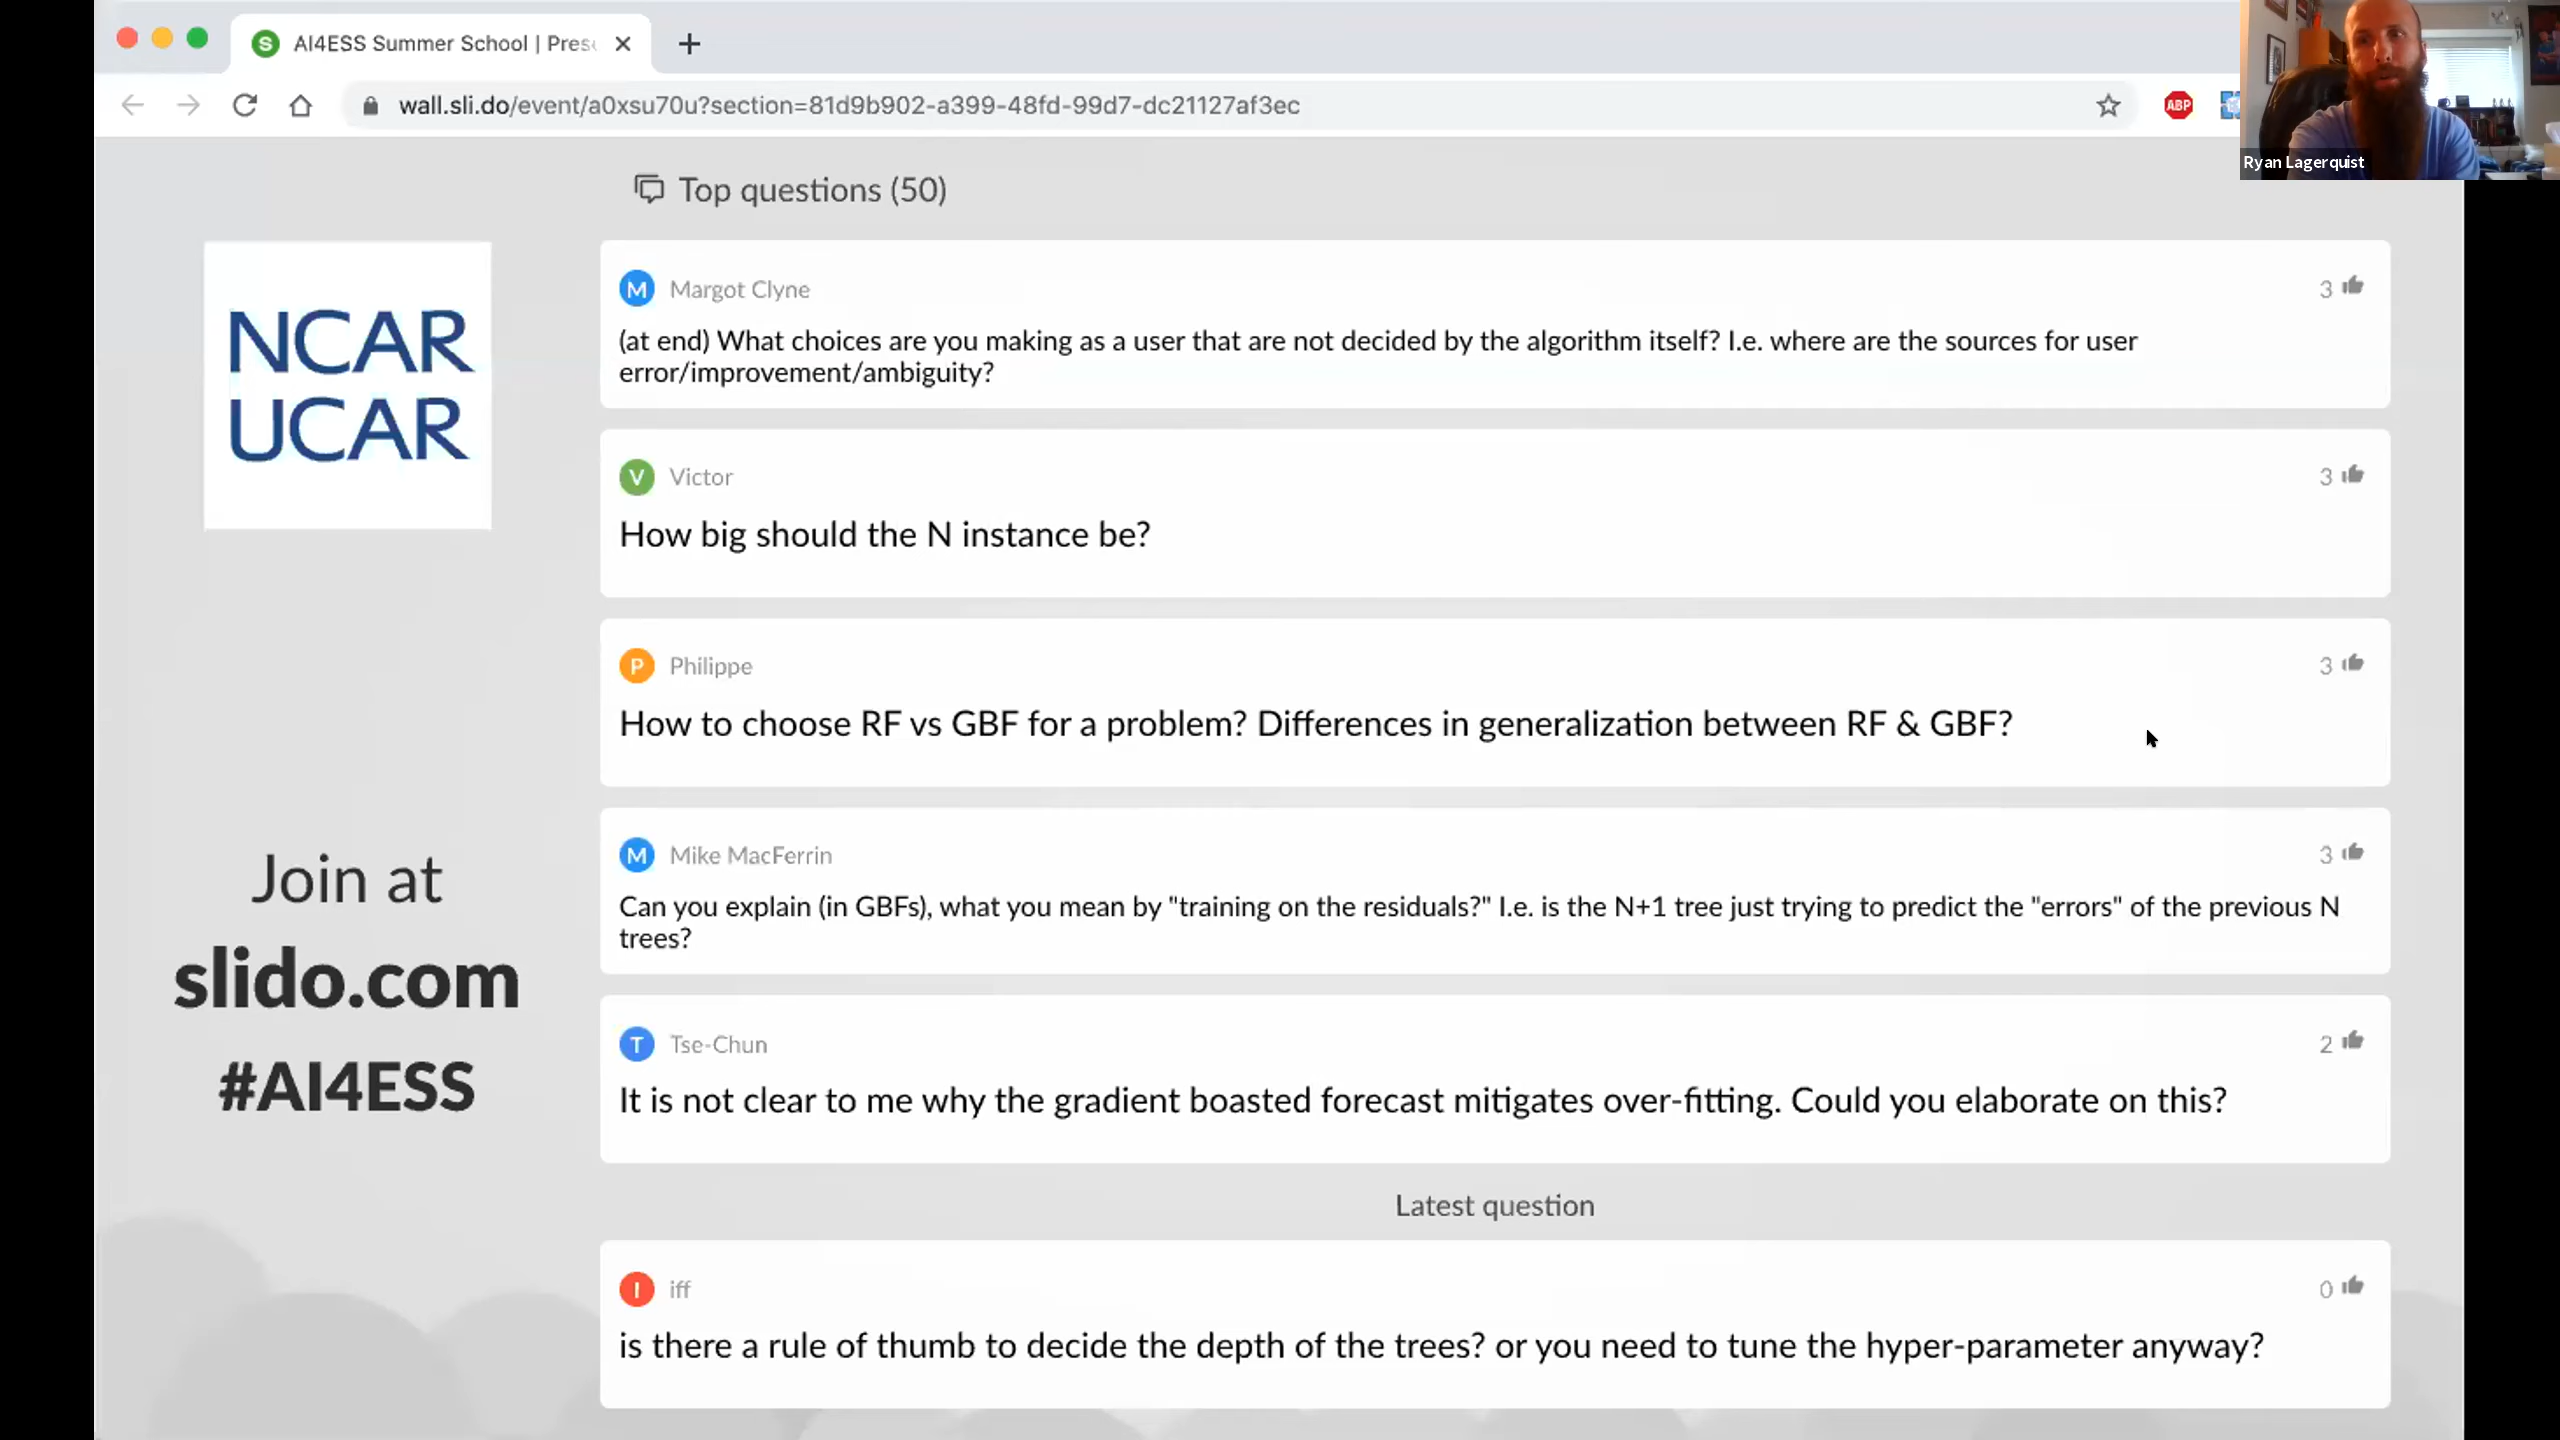 AI4ESS Summer School | Pres
wall.sli.do/event/a0xsu70u?section=81d9b902-a399-48fd-99d7-dc21127af3ec
ABP
Ryan Lagerquist
Top questions (50)
NCAR
UCAR
Join at
slido.com
#AI4ESS
M Margot Clyne 3
(at end) What choices are you making as a user that are not decided by the algorithm itself? I.e. where are the sources for user
error/improvement/ambiguity?
V Victor 3
How big should the N instance be?
P Philippe 3
How to choose RF vs GBF for a problem? Differences in generalization between RF & GBF?
M Mike MacFerrin 3
Can you explain (in GBFs), what you mean by "training on the residuals?" I.e. is the N+1 tree just trying to predict the "errors" of the previous N
trees?
T Tse-Chun 2
It is not clear to me why the gradient boasted forecast mitigates over-fitting. Could you elaborate on this?
Latest question
I iff 0
is there a rule of thumb to decide the depth of the trees? or you need to tune the hyper-parameter anyway?